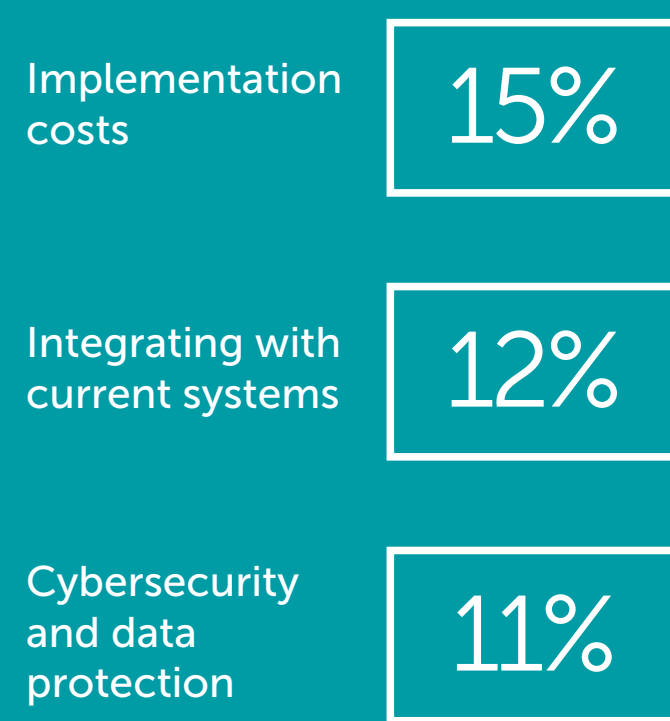 Implementation
costs
15%
Integrating with
current systems
12%
Cybersecurity
and data
protection
11%